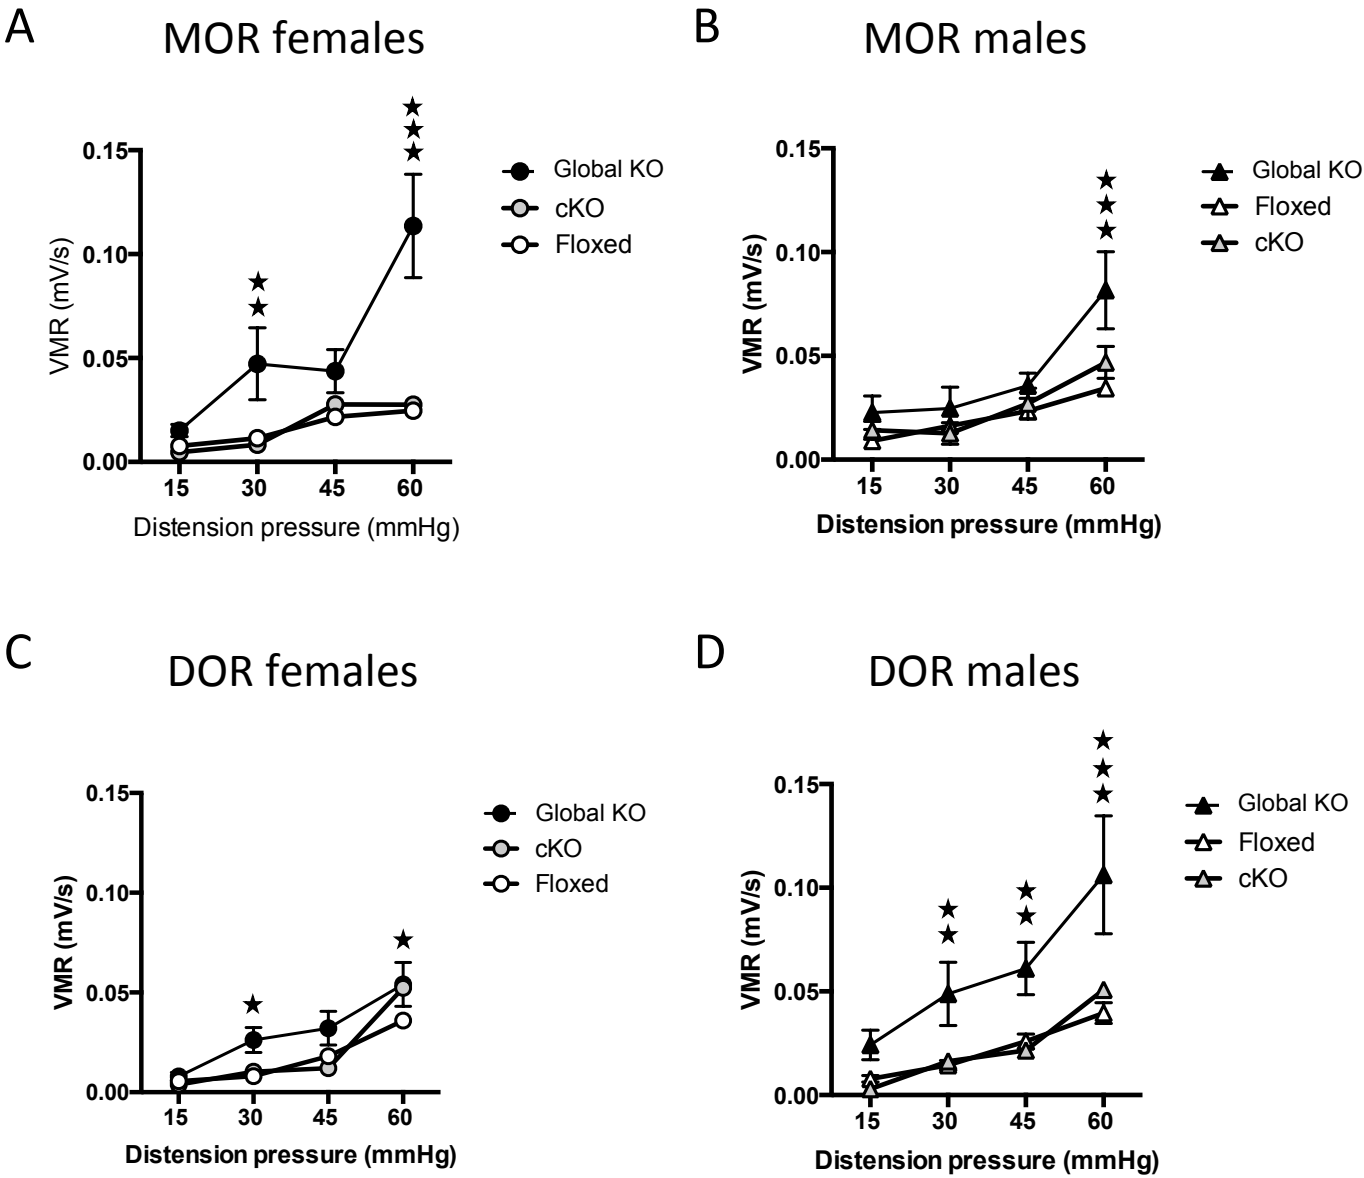 A
MOR females
★
★
★
★
★
0.15
0.10
0.05
0.00
VMR (mV/s)
15 30 45 60
Distension pressure (mmHg)
Global KO
cKO
Floxed
B
MOR males
★
★
★
0.15
0.10
0.05
0.00
VMR (mV/s)
15 30 45 60
Distension pressure (mmHg)
Global KO
Floxed
cKO
C
DOR females
★
★
0.15
0.10
0.05
0.00
VMR (mV/s)
15 30 45 60
Distension pressure (mmHg)
Global KO
cKO
Floxed
D
DOR males
★
★
★
★
★
★
★
0.15
0.10
0.05
0.00
VMR (mV/s)
15 30 45 60
Distension pressure (mmHg)
Global KO
Floxed
cKO